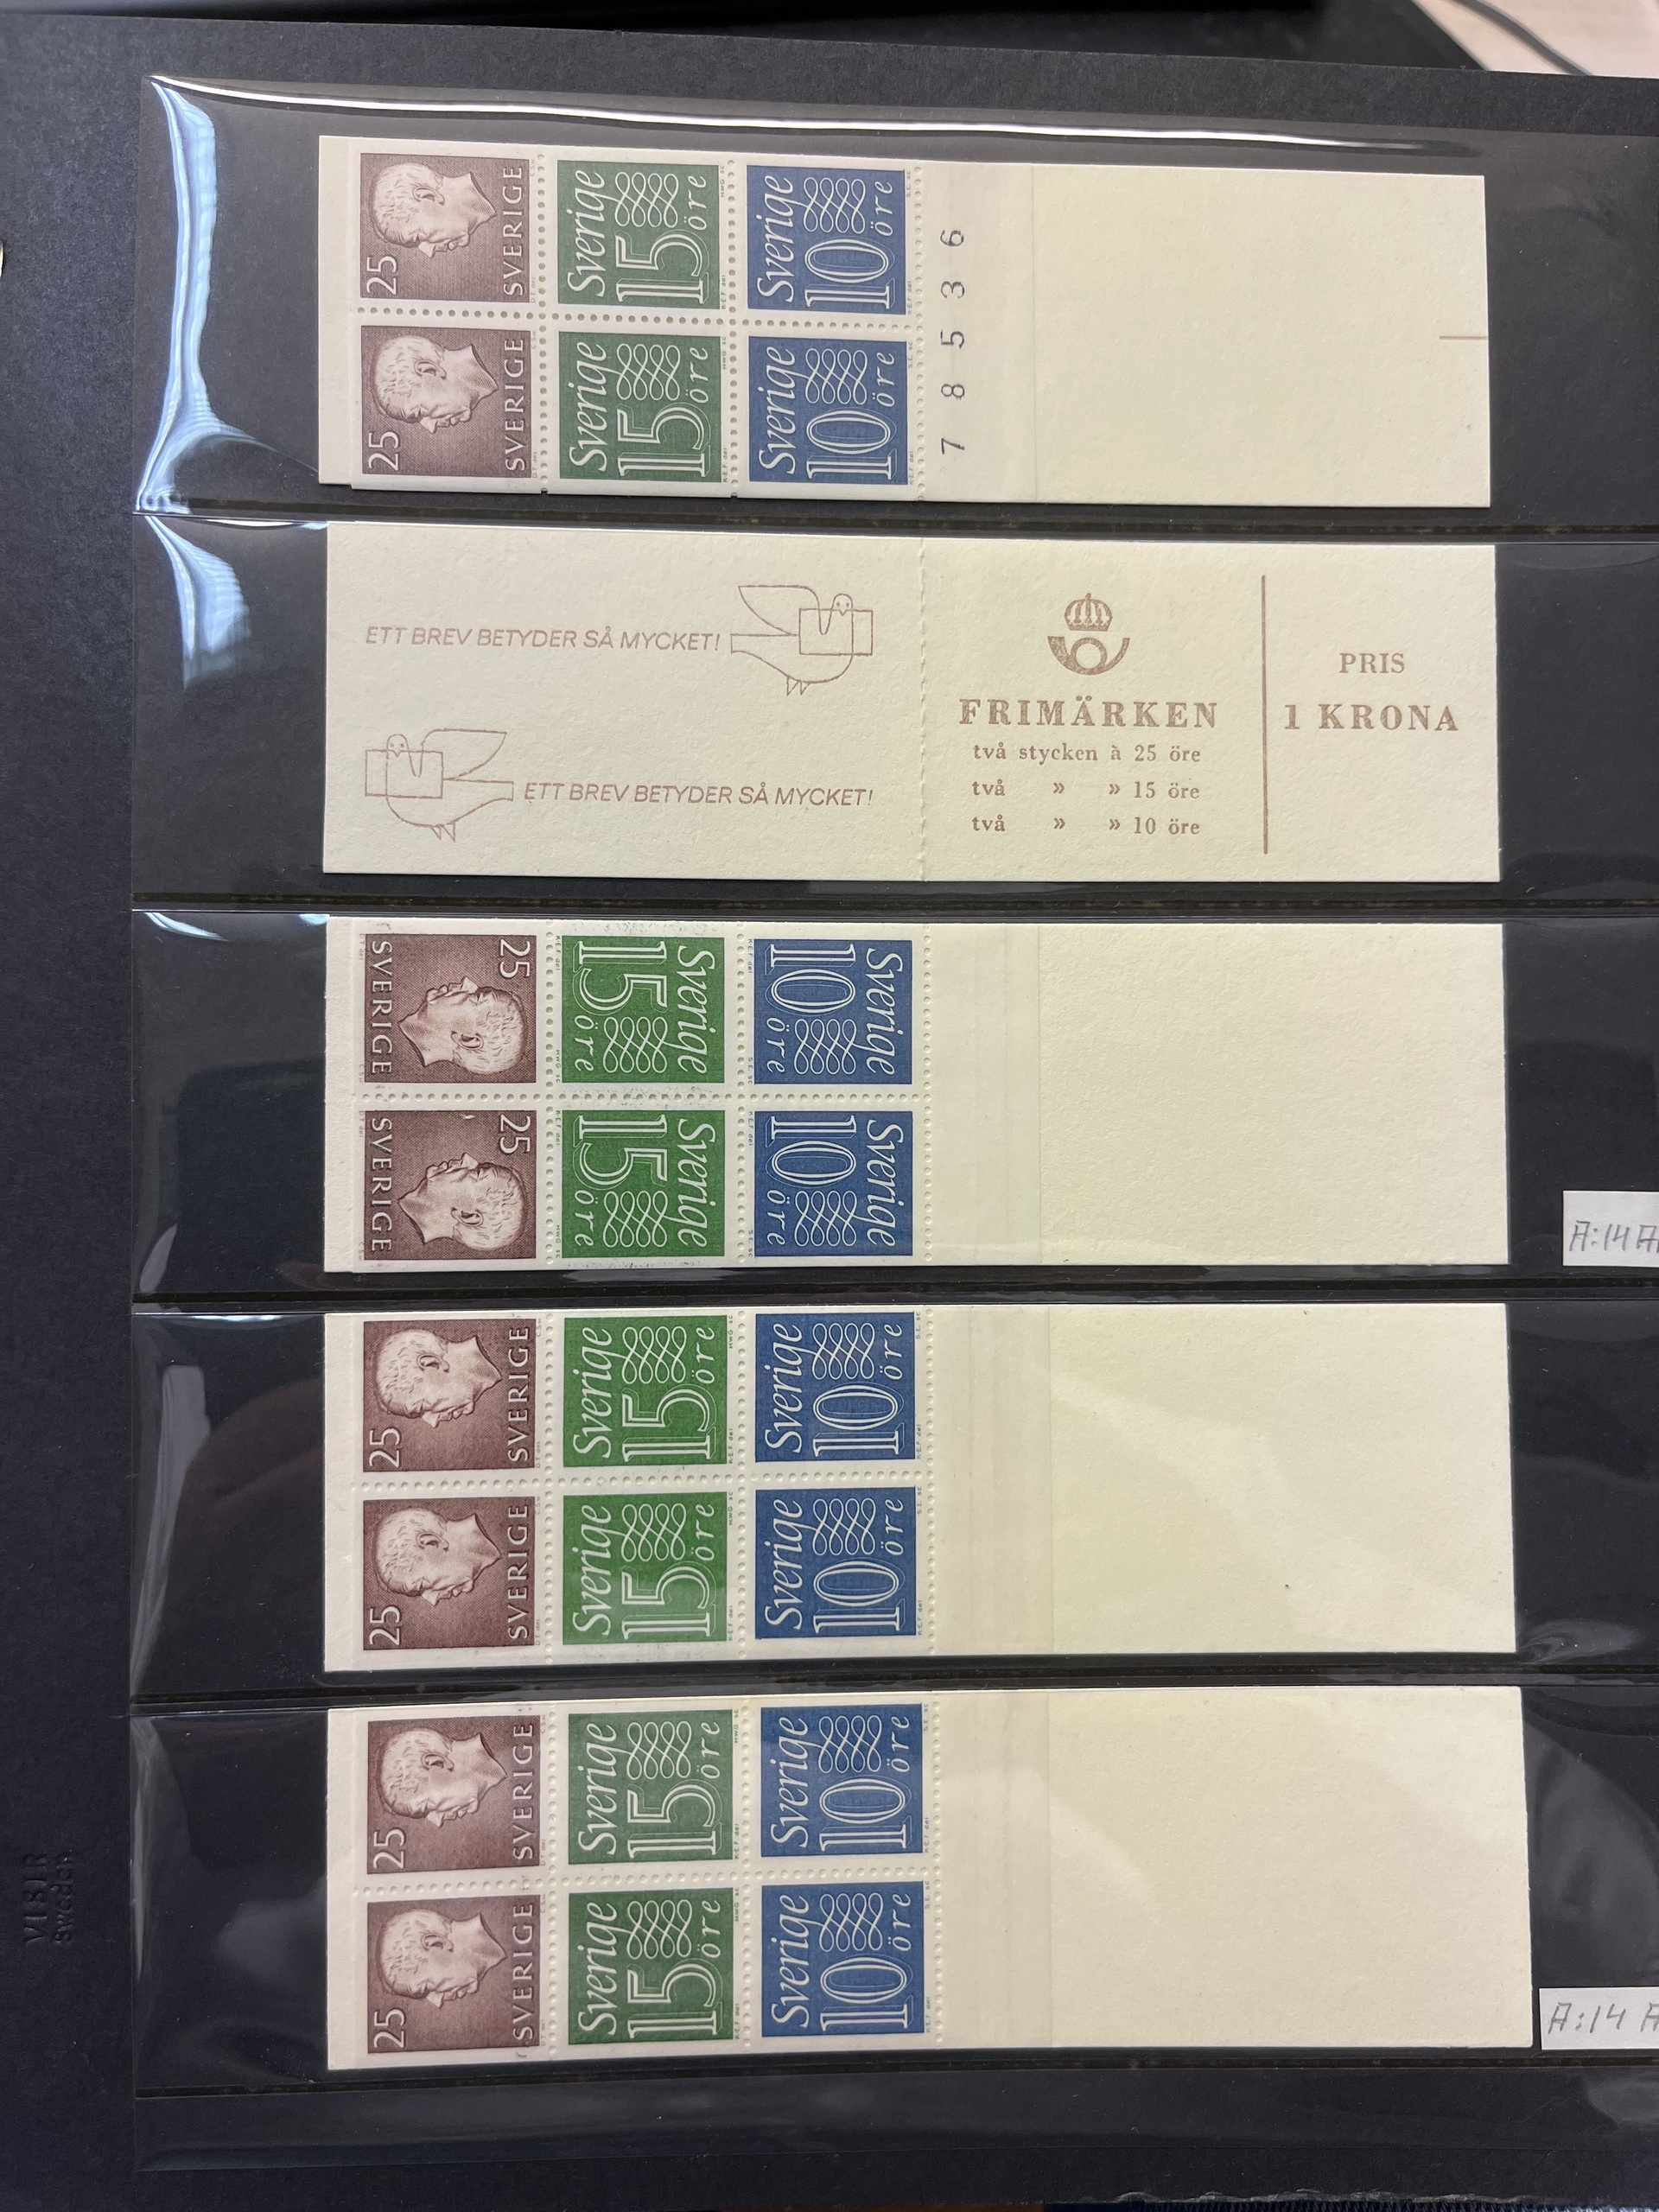 25 SVERIGE Sverige 15 öre Sverige 10 öre
25 SVERIGE Sverige 15 öre Sverige 10 öre
7 8 5 3 6
ETT BREV BETYDER SÅ MYCKET!
ETT BREV BETYDER SÅ MYCKET!
FRIMÄRKEN
två stycken à 25 öre
två » » 15 öre
två » » 10 öre
PRIS
1 KRONA
SVERIGE 25 15 öre Sverige 10 öre Sverige
SVERIGE 25 15 öre Sverige 10 öre Sverige
A:14 A
25 SVERIGE Sverige 15 öre Sverige 10 öre
25 SVERIGE Sverige 15 öre Sverige 10 öre
25 SVERIGE Sverige 15 öre Sverige 10 öre
25 SVERIGE Sverige 15 öre Sverige 10 öre
A:14 A
Sweden